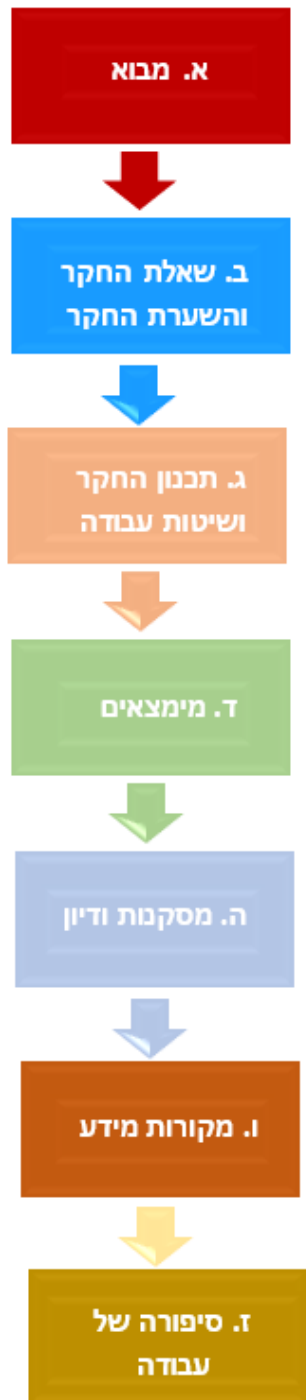 א. מבוא
ב. שאלת החקר
והשערת החקר
ג. תכנון החקר
ושיטות עבודה
ד. מימצאים
ה. מסקנות ודיון
ו. מקורות מידע
ז. סיפורה של
עבודה